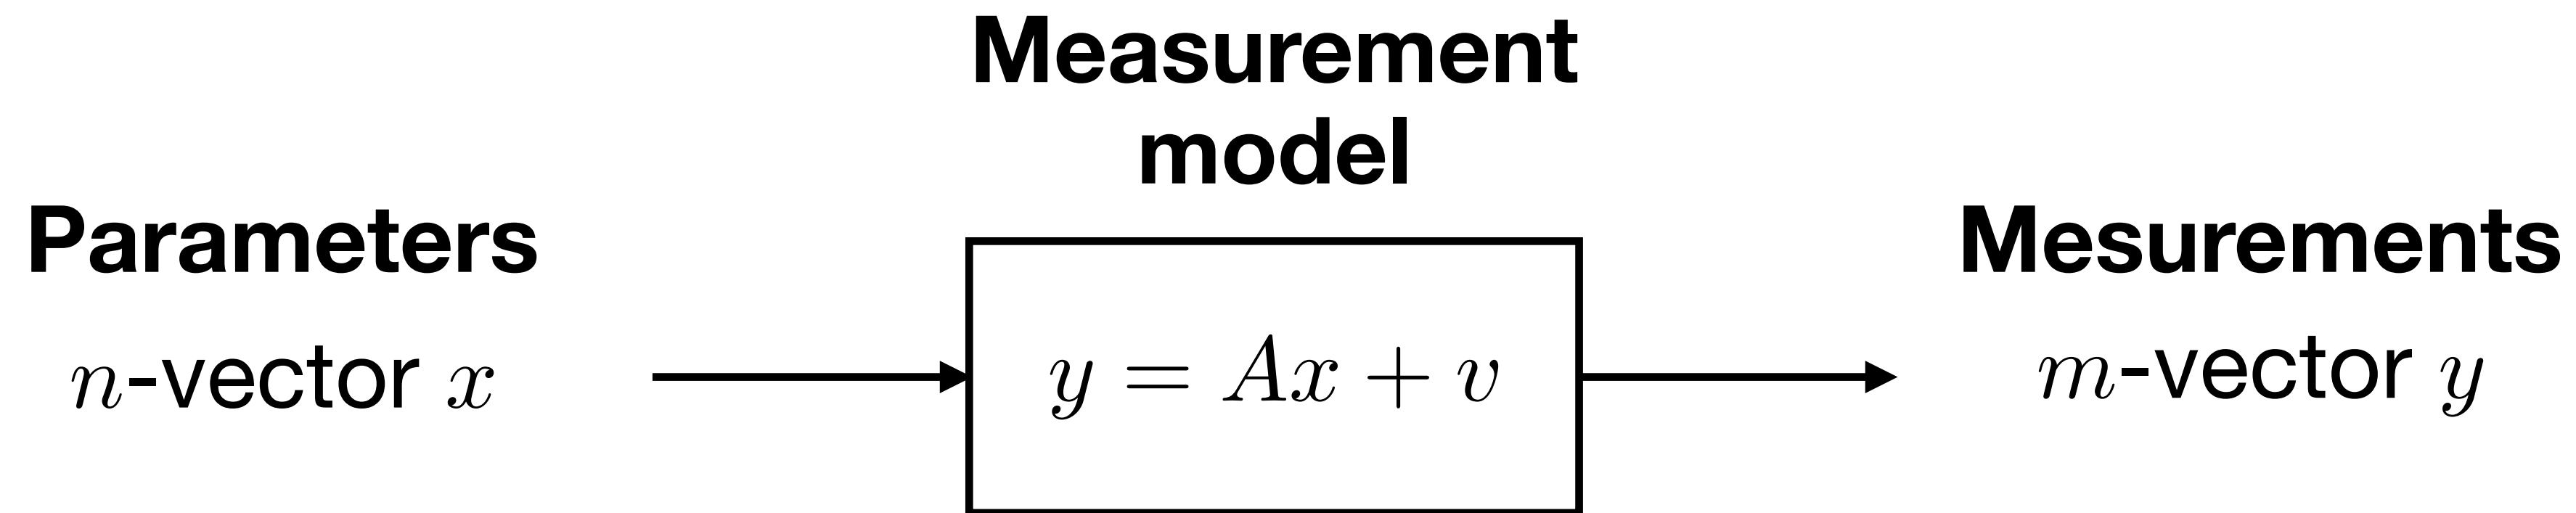 Measurement
model
Parameters
n-vector x
y = Ax + v
Mesurements
m-vector y